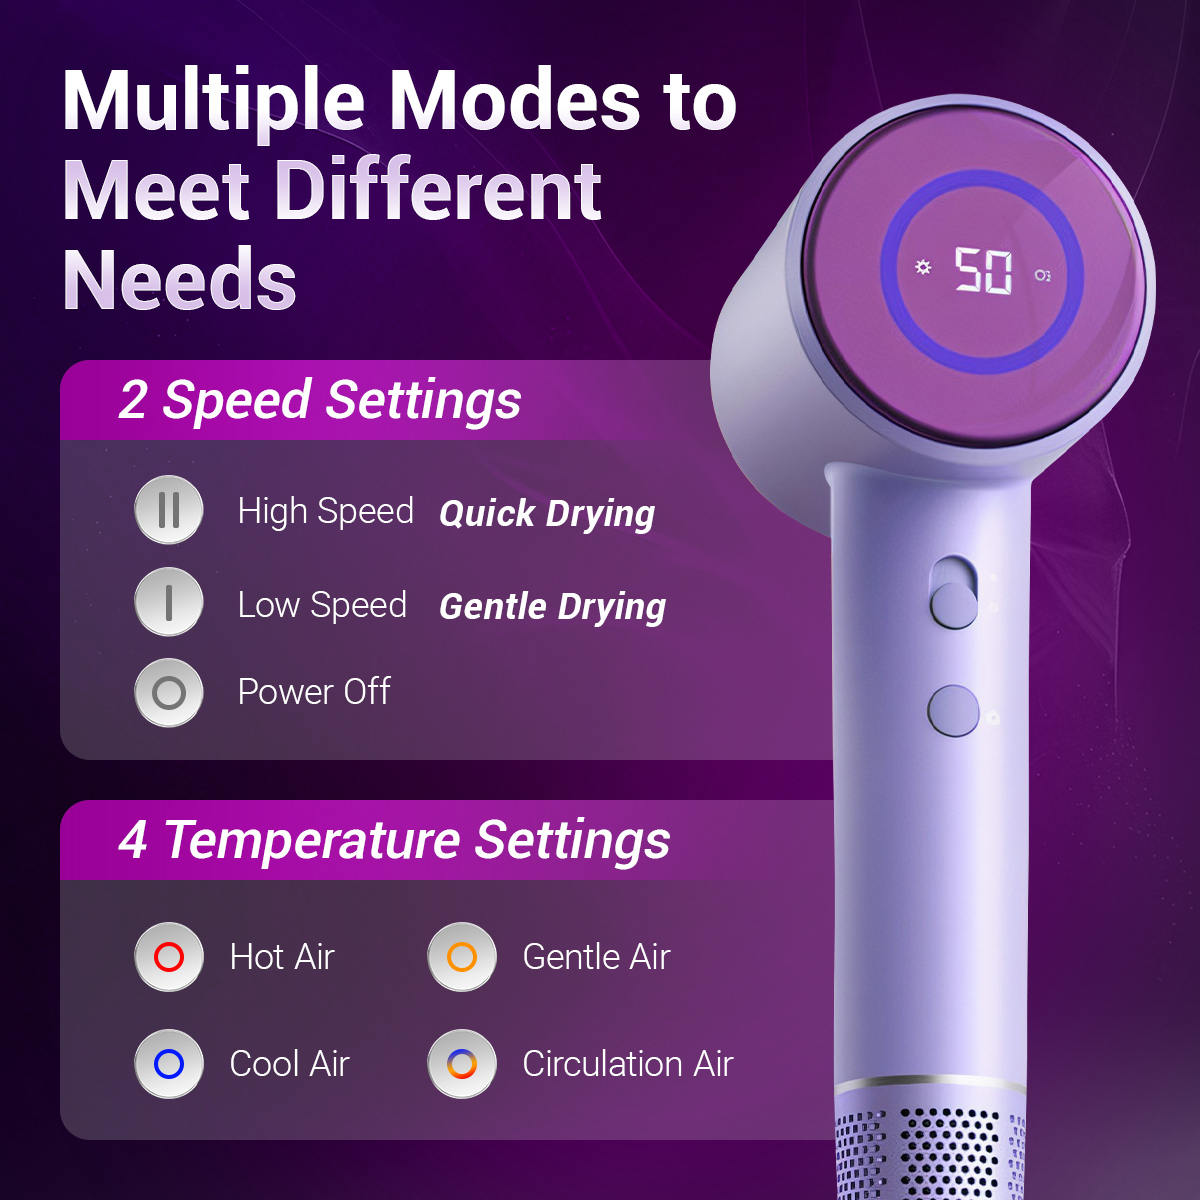 Multiple Modes to
Meet Different
Needs
50
2 Speed Settings
High Speed Quick Drying
Low Speed Gentle Drying
Power Off
4 Temperature Settings
Hot Air
Gentle Air
Cool Air
Circulation Air